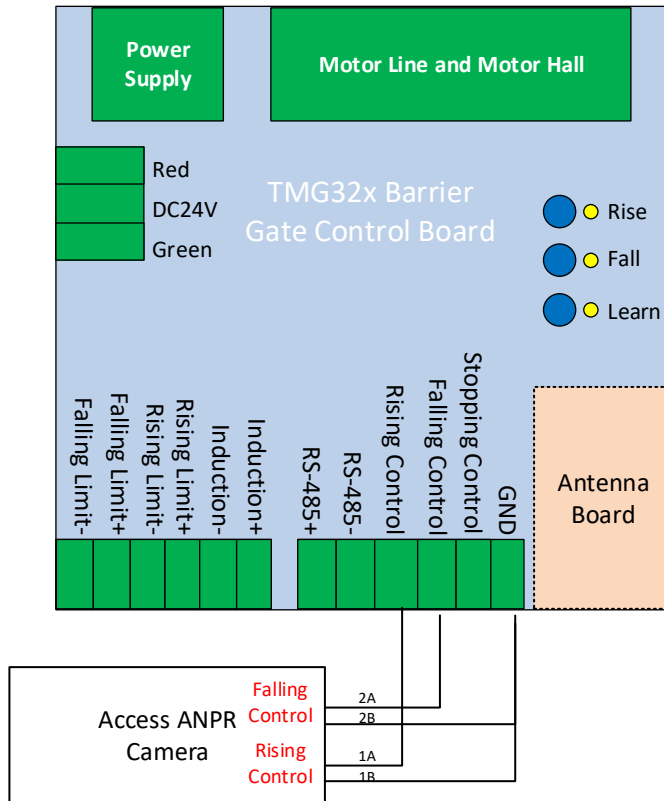 Power
Supply
Motor Line and Motor Hall
Red
DC24V
Green
TMG32x Barrier
Gate Control Board
Rise
Fall
Learn
Falling Limit-
Falling Limit+
Rising Limit-
Rising Limit+
Induction-
Induction+
RS-485+
RS-485-
Rising Control
Falling Control
Stopping Control
GND
Antenna
Board
Access ANPR
Camera
Falling
Control
Rising
Control
2A
2B
1A
1B